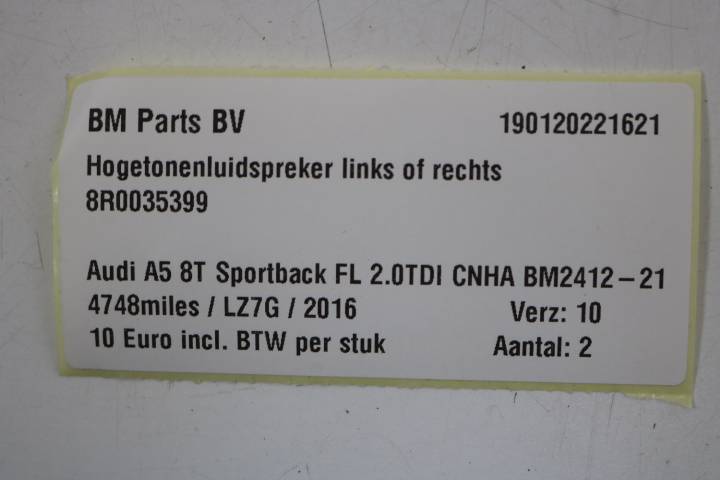 BM Parts BV 190120221621
Hogetonenluidspreker links of rechts
8R0035399
Audi A5 8T Sportback FL 2.0TDI CNHA BM2412-21
4748miles / LZ7G / 2016 Verz: 10
10 Euro incl. BTW per stuk Aantal: 2